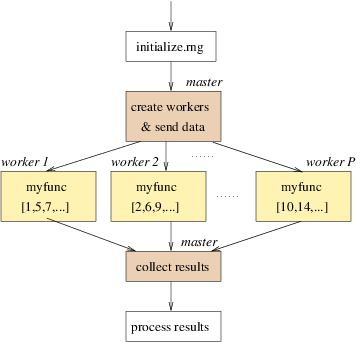 initialize.rng
master
create workers
& send data
worker 1
worker 2
......
worker P
myfunc
[1,5,7,...]
myfunc
[2,6,9,...]
......
myfunc
[10,14,...]
master
collect results
process results